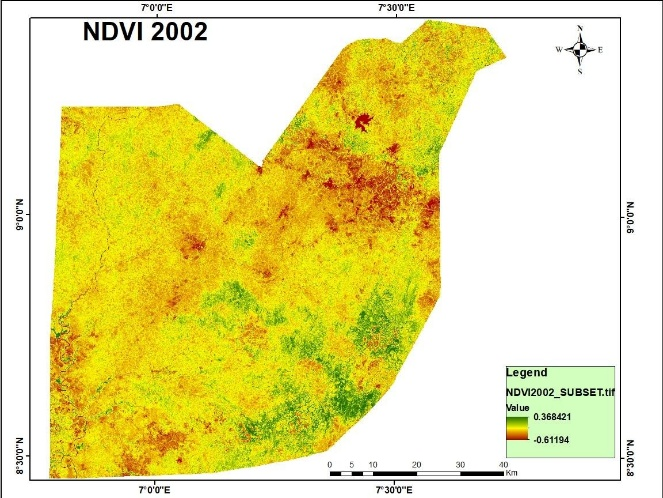 7°0'0"E 7°30'0"E
NDVI 2002
N
W E
S
9°0'0"N 9°0'0"N
Legend
NDVI2002_SUBSET.tif
Value
0.368421
-0.61194
8°30'0"N 8°30'0"N
0 5 10 20 30 40
Km
7°0'0"E 7°30'0"E